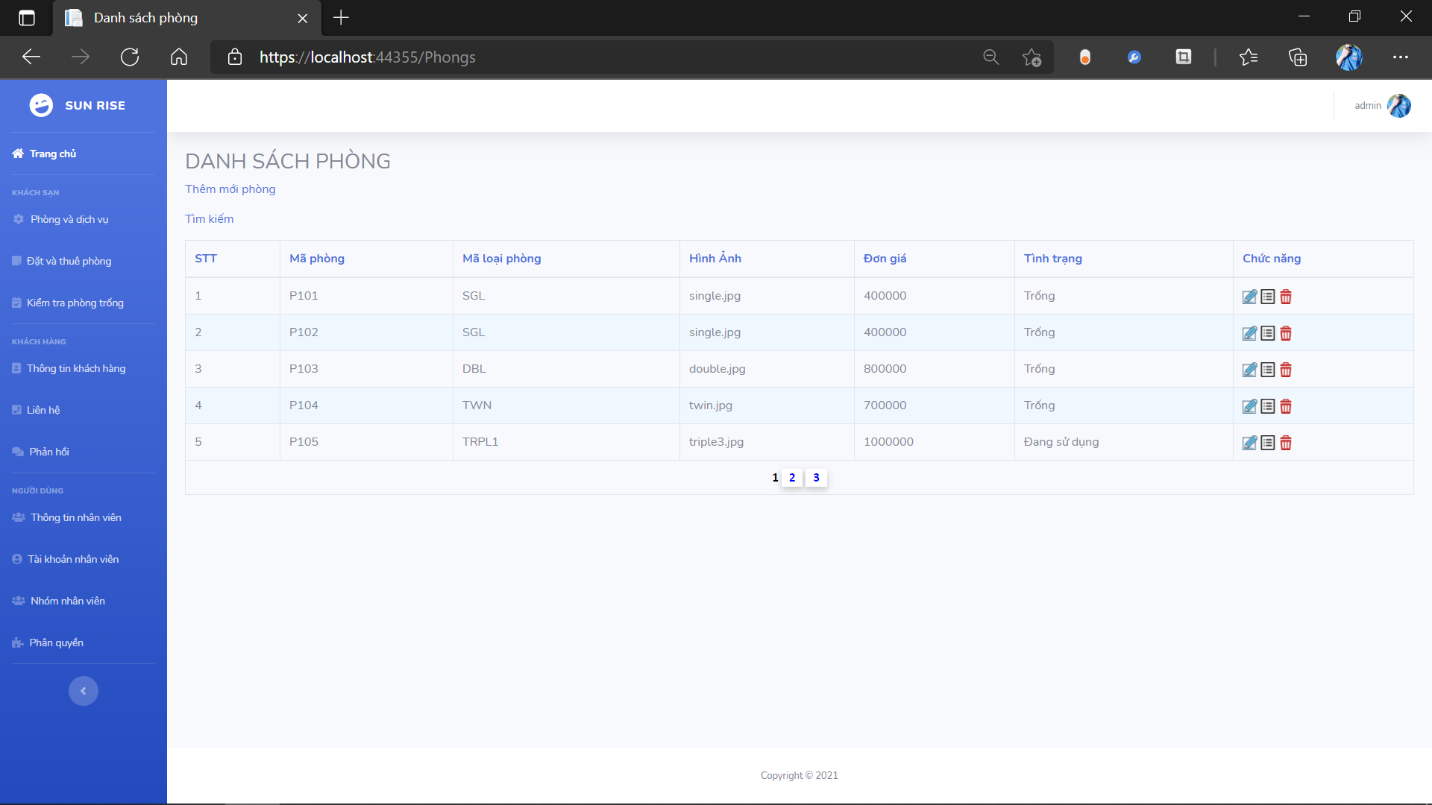 Danh sách phòng
https://localhost:44355/Phongs
SUN RISE
admin
Trang chủ
KHÁCH SẠN
Phòng và dịch vụ
Đặt và thuê phòng
Kiểm tra phòng trống
KHÁCH HÀNG
Thông tin khách hàng
Liên hệ
Phản hồi
NGƯỜI DÙNG
Thông tin nhân viên
Tài khoản nhân viên
Nhóm nhân viên
Phân quyền
DANH SÁCH PHÒNG
Thêm mới phòng
Tìm kiếm
STT Mã phòng Mã loại phòng Hình Ảnh Đơn giá Tình trạng Chức năng
1 P101 SGL single.jpg 400000 Trống
2 P102 SGL single.jpg 400000 Trống
3 P103 DBL double.jpg 800000 Trống
4 P104 TWN twin.jpg 700000 Trống
5 P105 TRPL1 triple3.jpg 1000000 Đang sử dụng
1 2 3
Copyright © 2021